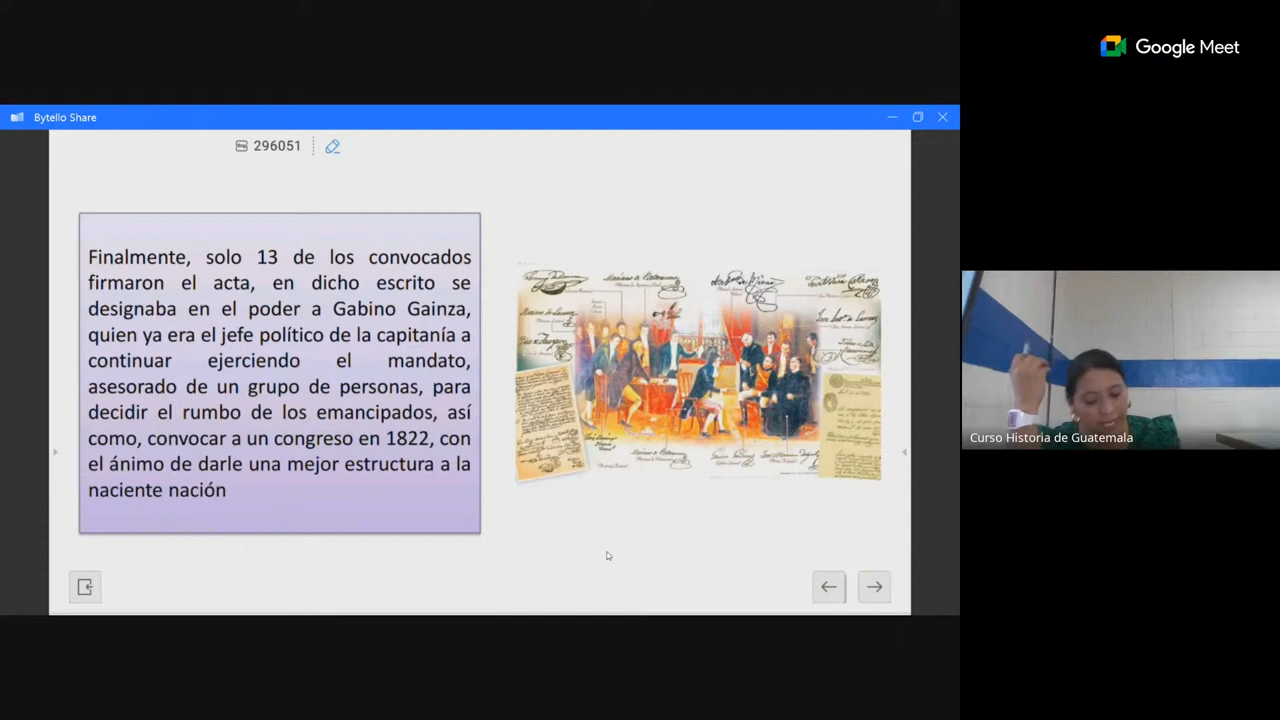 Google Meet
Bytello Share
296051
Finalmente, solo 13 de los convocados
firmaron el acta, en dicho escrito se
designaba en el poder a Gabino Gainza,
quien ya era el jefe político de la capitanía a
continuar ejerciendo el mandato,
asesorado de un grupo de personas, para
decidir el rumbo de los emancipados, así
como, convocar a un congreso en 1822, con
el ánimo de darle una mejor estructura a la
naciente nación
Curso Historia de Guatemala